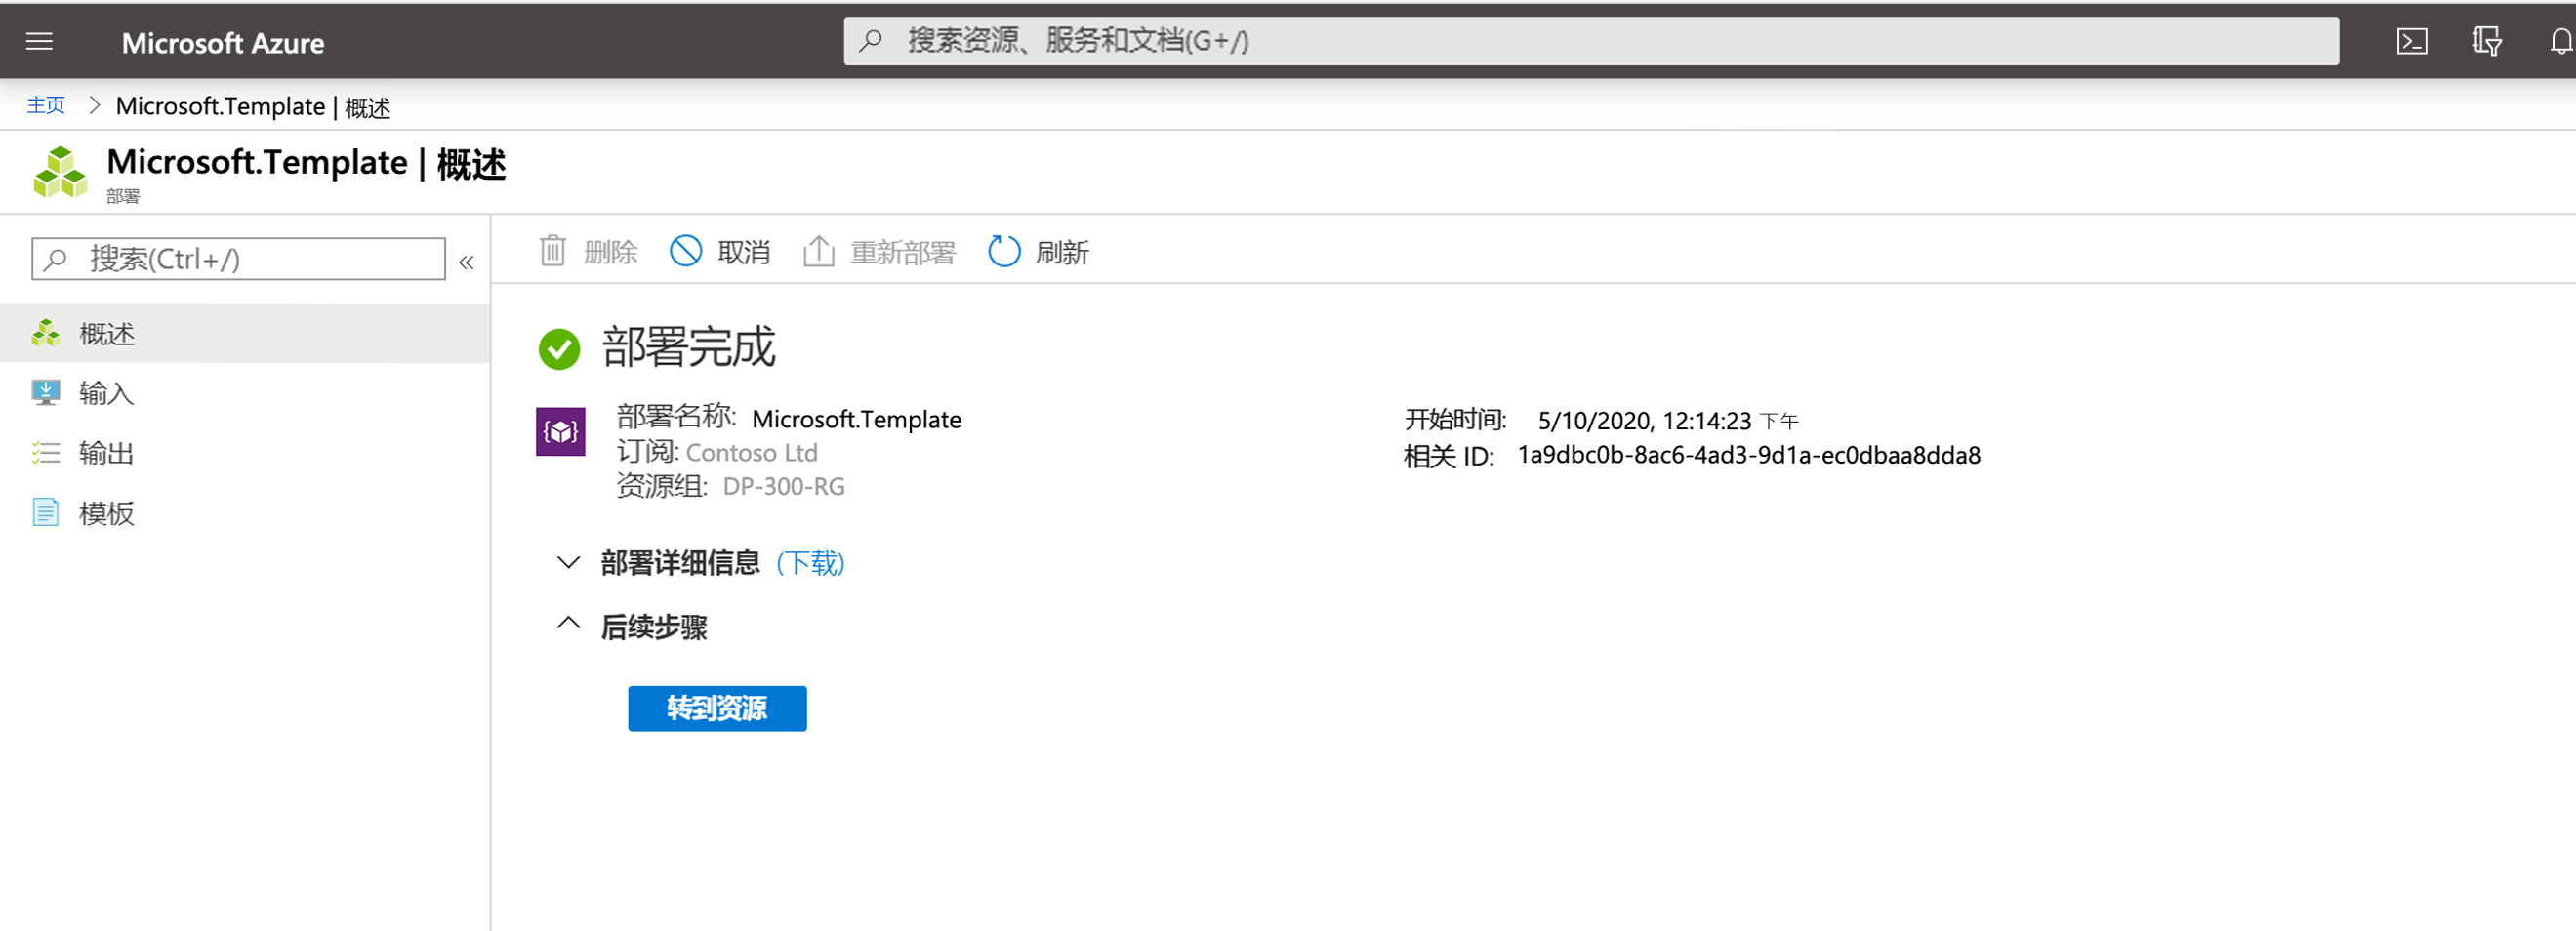 Microsoft Azure
搜索资源、服务和文档(G+/)
主页 > Microsoft.Template | 概述
Microsoft.Template | 概述
部署
搜索(Ctrl+/)
删除 取消 重新部署 刷新
概述
输入
输出
模板
部署完成
部署名称: Microsoft.Template
订阅: Contoso Ltd
资源组: DP-300-RG
开始时间: 5/10/2020, 12:14:23 下午
相关 ID: 1a9dbc0b-8ac6-4ad3-9d1a-ec0dbaa8dda8
部署详细信息 (下载)
后续步骤
转到资源